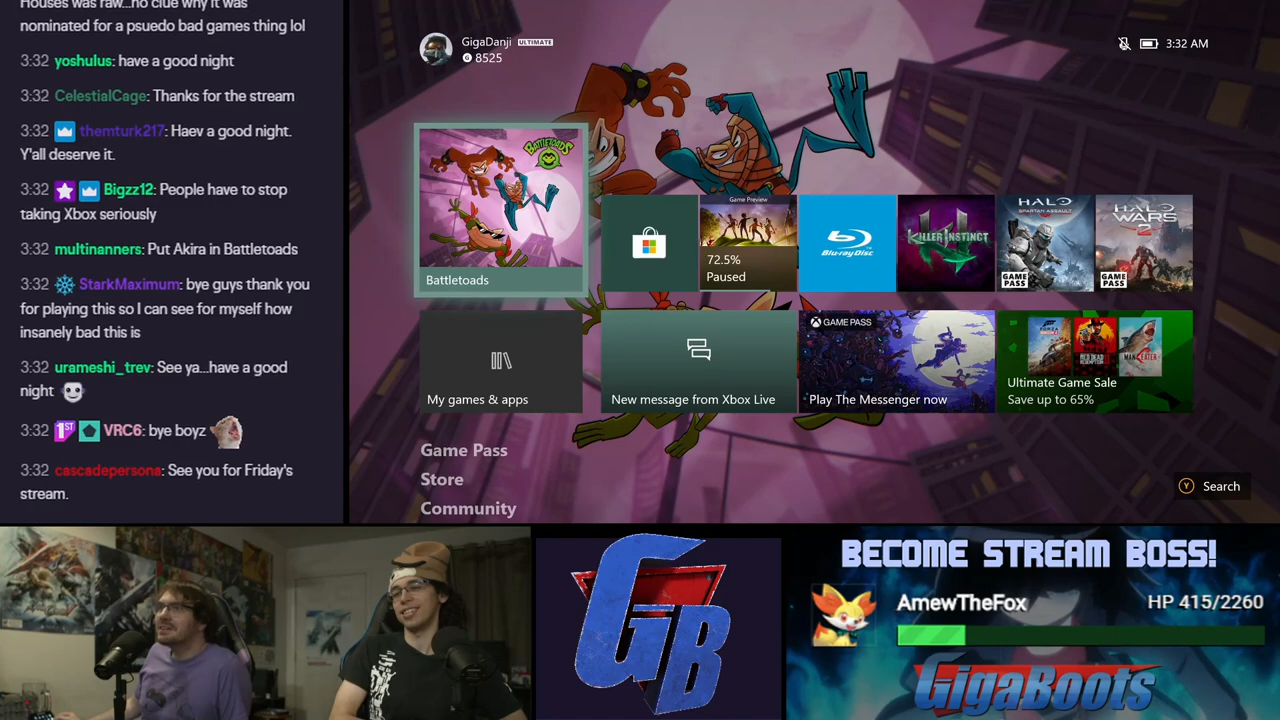 Houses was raw...no clue why it was
nominated for a psuedo bad games thing lol
3:32 yoshulus: have a good night
3:32 CelestialCage: Thanks for the stream
3:32 themturk217: Haev a good night.
Y'all deserve it.
3:32 Bigzz12: People have to stop
taking Xbox seriously
3:32 multinanners: Put Akira in Battletoads
3:32 StarkMaximum: bye guys thank you
for playing this so I can see for myself how
insanely bad this is
3:32 urameshi_trev: See ya...have a good
night
3:32 1ST VRC6: bye boyz
3:32 cascadepersona: See you for Friday's
stream.
GigaDanji ULTIMATE
G 8525
3:32 AM
BATTLETOADS
Battletoads
Game Preview
72.5%
Paused
Blu-ray Disc
KILLER INSTINCT
HALO
SPARTAN ASSAULT
GAME PASS
HALO WARS 2
GAME PASS
My games & apps
New message from Xbox Live
GAME PASS
Play The Messenger now
FORZA
RED DEAD REDEMPTION
MANEATER
Ultimate Game Sale
Save up to 65%
Game Pass
Store
Community
Y Search
GB
BECOME STREAM BOSS!
AmewTheFox HP 415/2260
GIGABOOTS